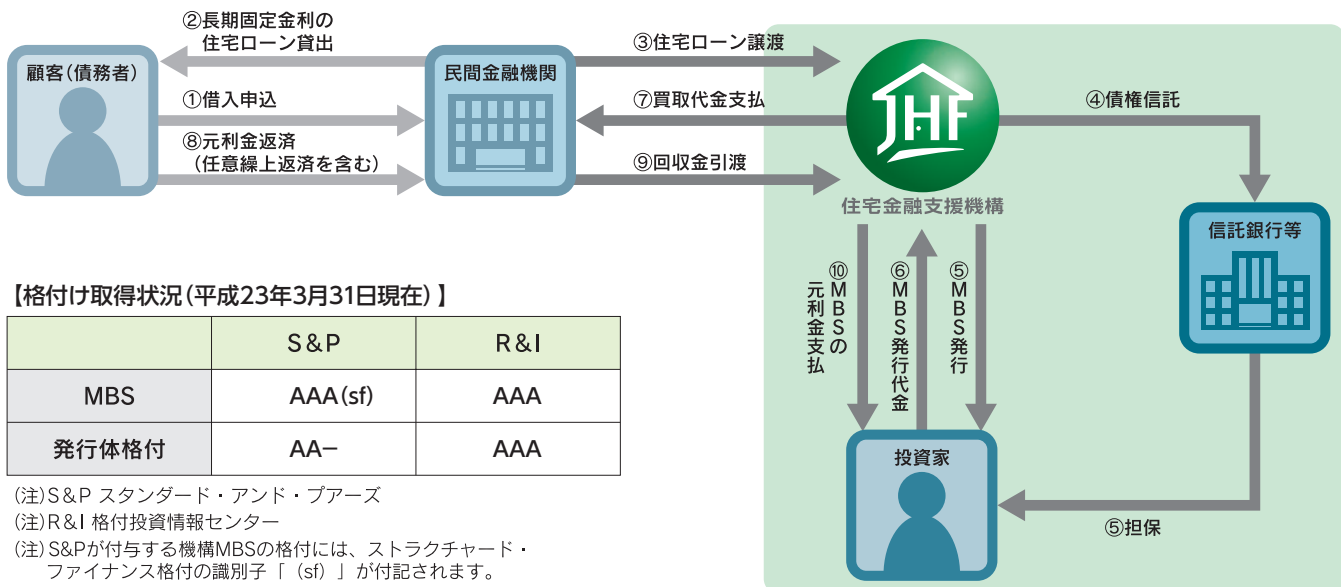 ②長期固定金利の
住宅ローン貸出
顧客(債務者)
①借入申込
⑧元利金返済
(任意繰上返済を含む)
民間金融機関
③住宅ローン譲渡
⑦買取代金支払
⑨回収金引渡
JHF
住宅金融支援機構
④債権信託
信託銀行等
⑩MBSの
元利金支払
⑥MBS発行代金
⑤MBS発行
投資家
⑤担保
【格付け取得状況(平成23年3月31日現在)】
S&P R&I
MBS AAA(sf) AAA
発行体格付 AA− AAA
(注)S&P スタンダード・アンド・プアーズ
(注)R&I 格付投資情報センター
(注)S&Pが付与する機構MBSの格付には、ストラクチャード・
ファイナンス格付の識別子「(sf)」が付記されます。